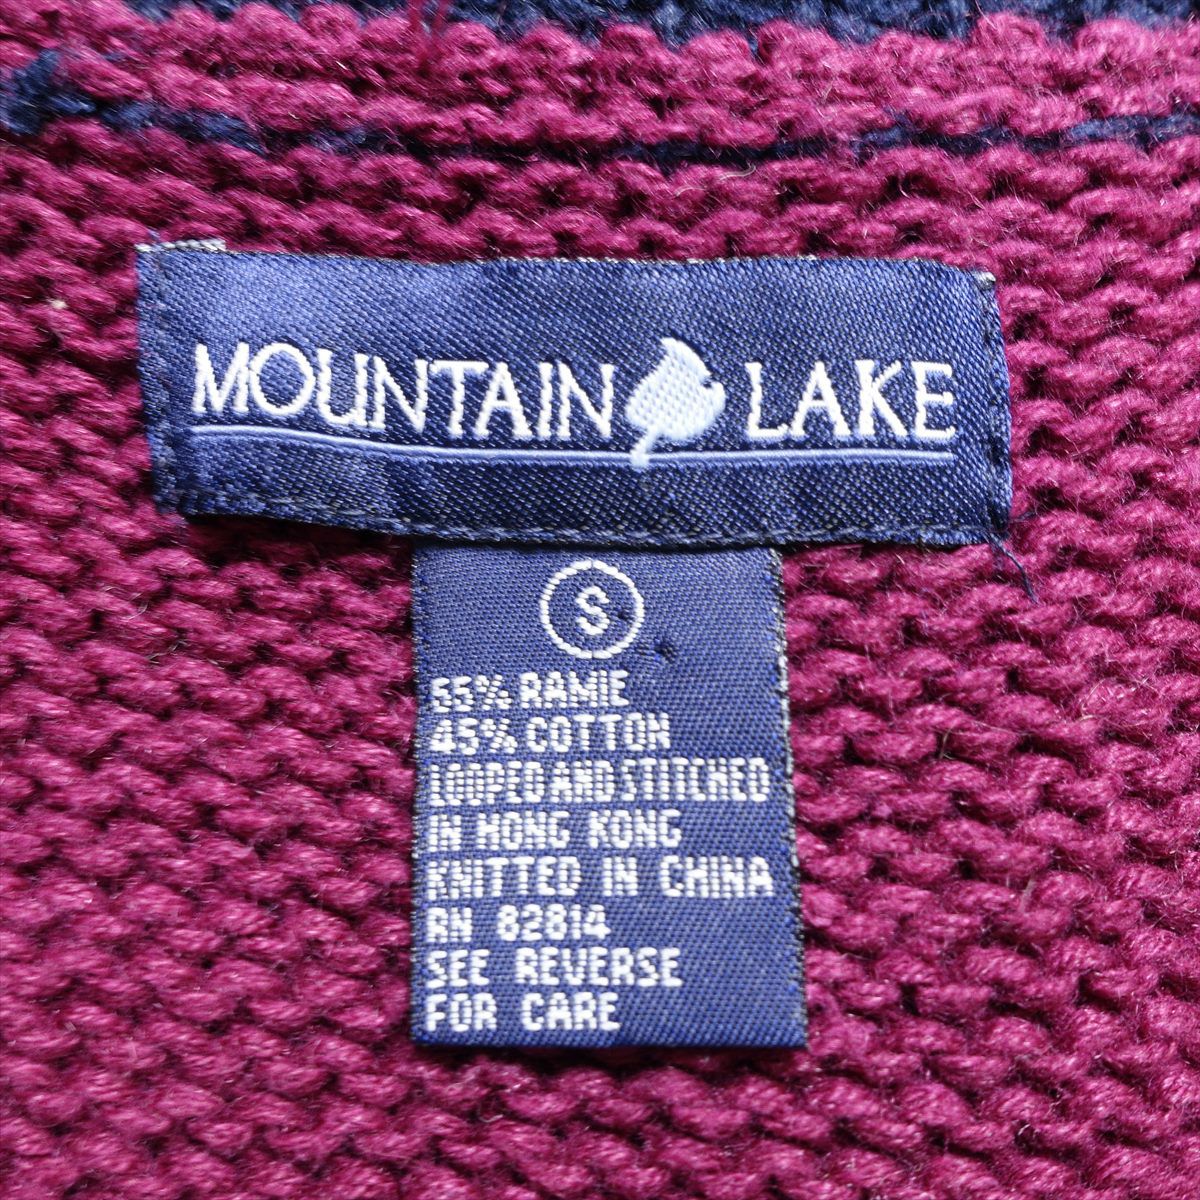 MOUNTAIN LAKE
S
55% RAMIE
45% COTTON
LOOPED AND STITCHED
IN HONG KONG
KNITTED IN CHINA
RN 82814
SEE REVERSE
FOR CARE